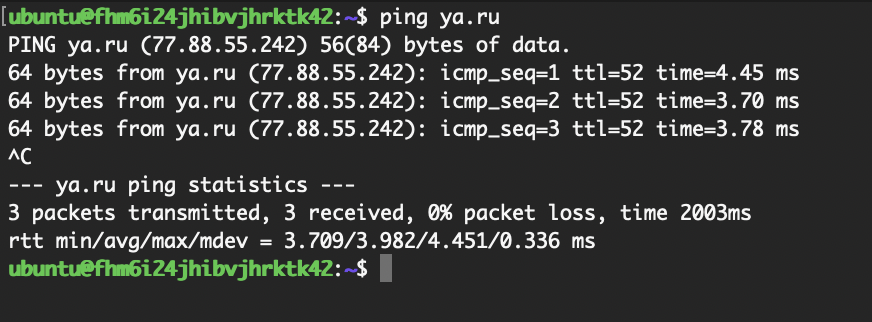 [ubuntu@fhm6i24jhibvjhrktk42:~$ ping ya.ru
PING ya.ru (77.88.55.242) 56(84) bytes of data.
64 bytes from ya.ru (77.88.55.242): icmp_seq=1 ttl=52 time=4.45 ms
64 bytes from ya.ru (77.88.55.242): icmp_seq=2 ttl=52 time=3.70 ms
64 bytes from ya.ru (77.88.55.242): icmp_seq=3 ttl=52 time=3.78 ms
^C
--- ya.ru ping statistics ---
3 packets transmitted, 3 received, 0% packet loss, time 2003ms
rtt min/avg/max/mdev = 3.709/3.982/4.451/0.336 ms
ubuntu@fhm6i24jhibvjhrktk42:~$